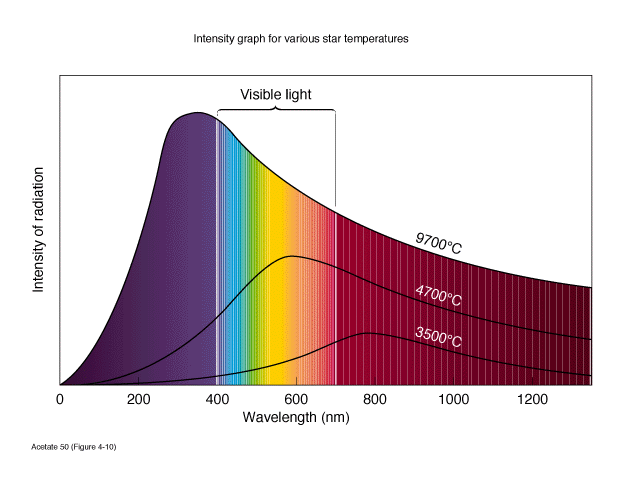 Intensity graph for various star temperatures
Visible light
Intensity of radiation
9700°C
4700°C
3500°C
0 200 400 600 800 1000 1200
Wavelength (nm)
Acetate 50 (Figure 4-10)